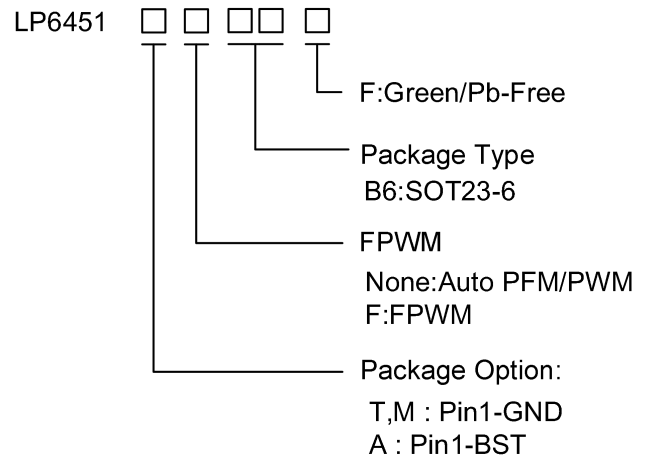 LP6451 □ □ □□ □
F:Green/Pb-Free
Package Type
B6:SOT23-6
FPWM
None:Auto PFM/PWM
F:FPWM
Package Option:
T,M : Pin1-GND
A : Pin1-BST